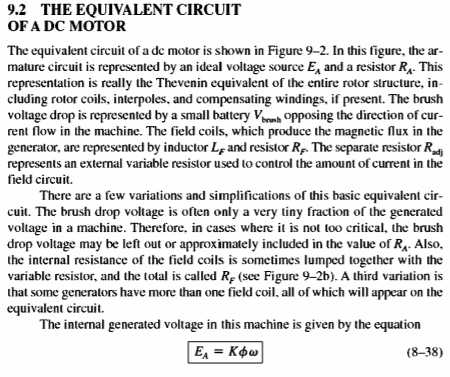 9.2 THE EQUIVALENT CIRCUIT
OF A DC MOTOR
The equivalent circuit of a dc motor is shown in Figure 9–2. In this figure, the ar-
mature circuit is represented by an ideal voltage source E_A and a resistor R_A. This
representation is really the Thevenin equivalent of the entire rotor structure, in-
cluding rotor coils, interpoles, and compensating windings, if present. The brush
voltage drop is represented by a small battery V_brush opposing the direction of cur-
rent flow in the machine. The field coils, which produce the magnetic flux in the
generator, are represented by inductor L_F and resistor R_F. The separate resistor R_adj
represents an external variable resistor used to control the amount of current in the
field circuit.
There are a few variations and simplifications of this basic equivalent cir-
cuit. The brush drop voltage is often only a very tiny fraction of the generated
voltage in a machine. Therefore, in cases where it is not too critical, the brush
drop voltage may be left out or approximately included in the value of R_A. Also,
the internal resistance of the field coils is sometimes lumped together with the
variable resistor, and the total is called R_F (see Figure 9–2b). A third variation is
that some generators have more than one field coil, all of which will appear on the
equivalent circuit.
The internal generated voltage in this machine is given by the equation
E_A = Kϕω (8–38)